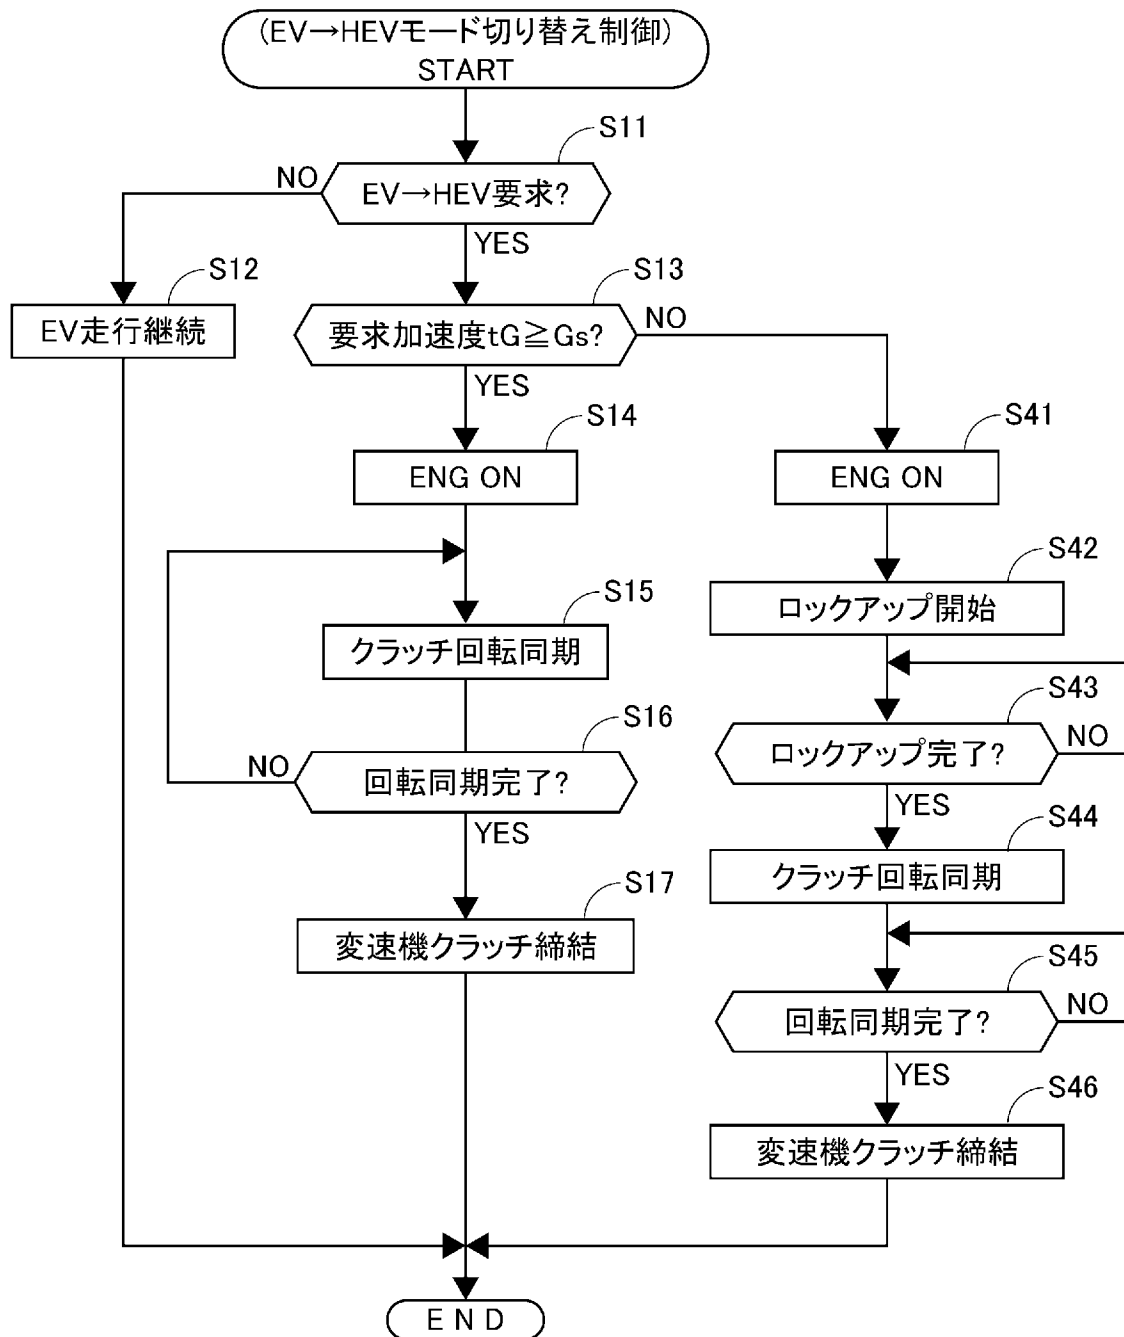 (EV→HEVモード切り替え制御)
START
S11
EV→HEV要求?
NO
YES
S12
EV走行継続
S13
要求加速度tG≧Gs?
NO
YES
S14
ENG ON
S15
クラッチ回転同期
S16
回転同期完了?
NO
YES
S17
変速機クラッチ締結
S41
ENG ON
S42
ロックアップ開始
S43
ロックアップ完了?
NO
YES
S44
クラッチ回転同期
S45
回転同期完了?
NO
YES
S46
変速機クラッチ締結
END